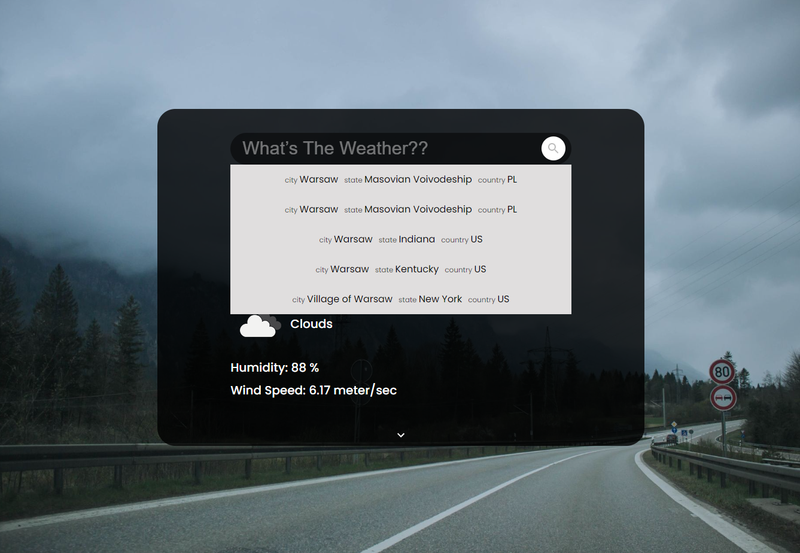 What's The Weather??
city Warsaw state Masovian Voivodeship country PL
city Warsaw state Masovian Voivodeship country PL
city Warsaw state Indiana country US
city Warsaw state Kentucky country US
city Village of Warsaw state New York country US
Clouds
Humidity: 88 %
Wind Speed: 6.17 meter/sec
80